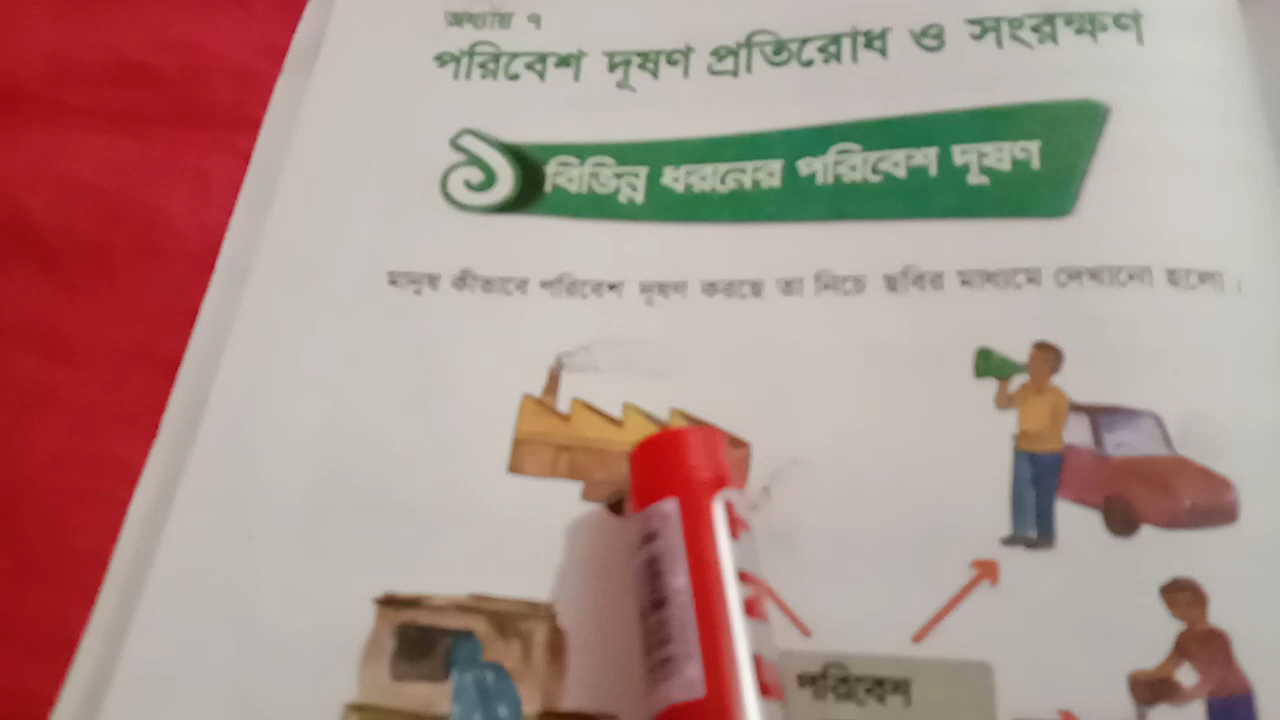 অধ্যায় ৭
পরিবেশ দূষণ প্রতিরোধ ও সংরক্ষণ
১ বিভিন্ন ধরনের পরিবেশ দূষণ
মানুষ কীভাবে পরিবেশ দূষণ করছে তা নিচে ছবির মাধ্যমে দেখানো হলো।
পরিবেশ